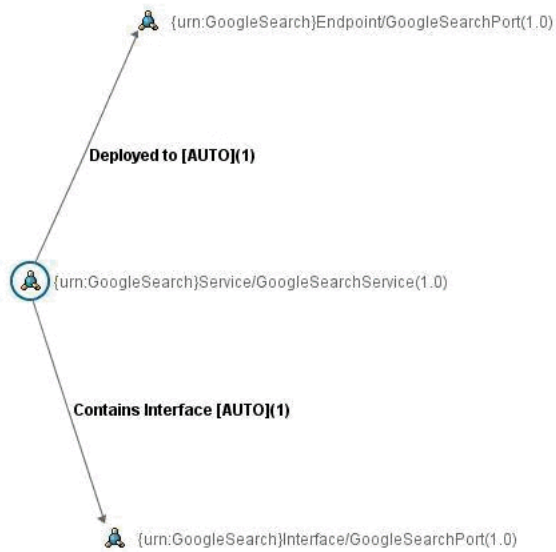 {urn:GoogleSearch}Endpoint/GoogleSearchPort(1.0)
Deployed to [AUTO](1)
{urn:GoogleSearch}Service/GoogleSearchService(1.0)
Contains Interface [AUTO](1)
{urn:GoogleSearch}Interface/GoogleSearchPort(1.0)